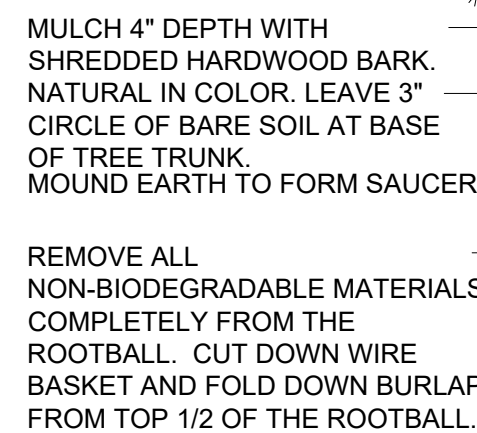 MULCH 4" DEPTH WITH
SHREDDED HARDWOOD BARK.
NATURAL IN COLOR. LEAVE 3"
CIRCLE OF BARE SOIL AT BASE
OF TREE TRUNK.
MOUND EARTH TO FORM SAUCER
REMOVE ALL
NON-BIODEGRADABLE MATERIALS
COMPLETELY FROM THE
ROOTBALL. CUT DOWN WIRE
BASKET AND FOLD DOWN BURLAP
FROM TOP 1/2 OF THE ROOTBALL.